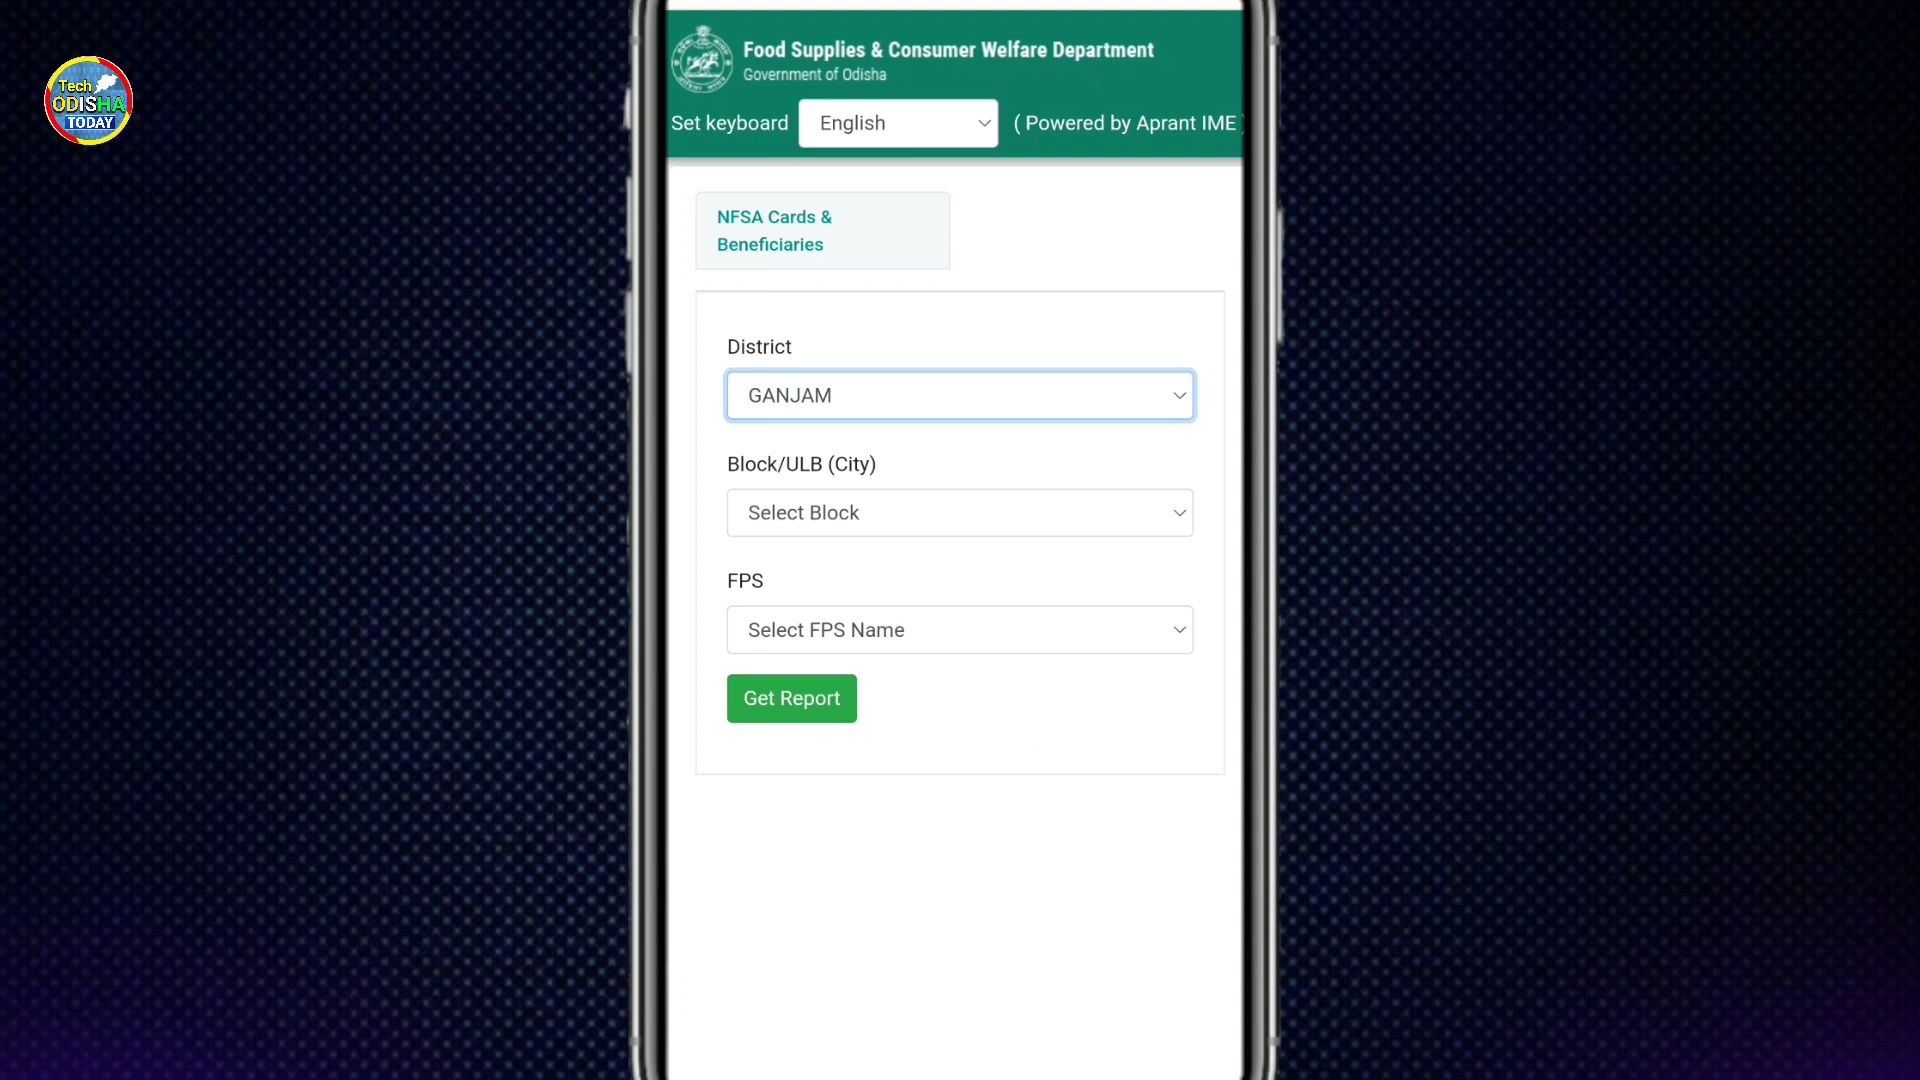 Tech
ODISHA
TODAY
Food Supplies & Consumer Welfare Department
Government of Odisha
Set keyboard English ( Powered by Aprant IME )
NFSA Cards &
Beneficiaries
District
GANJAM
Block/ULB (City)
Select Block
FPS
Select FPS Name
Get Report